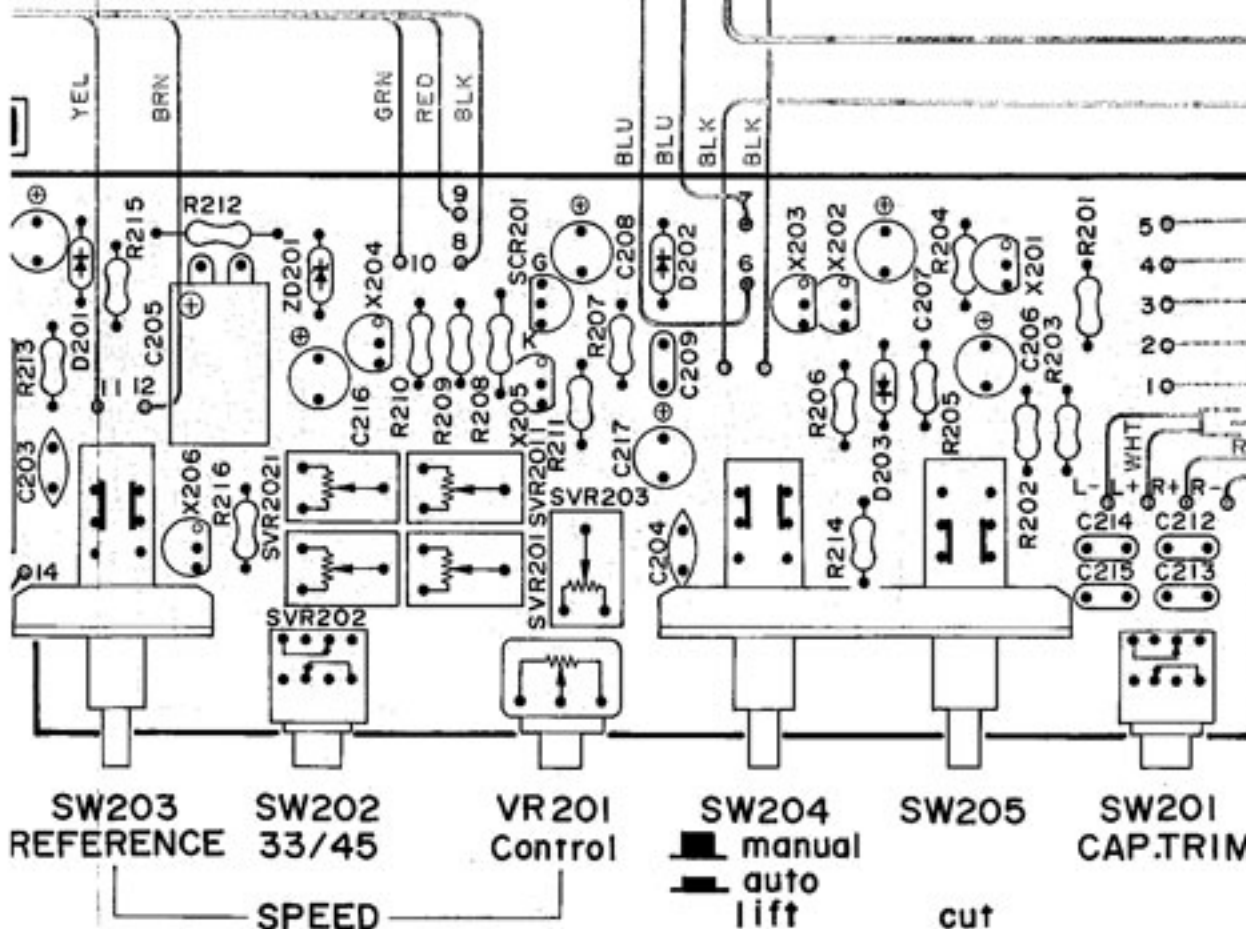 YEL
BRN
GRN
RED
BLK
BLU
BLU
BLK
BLK
R215
R212
ZD201
X204
9
8
10
SCR201
G
K
C208
D202
7
6
X203
X202
C207
R204
X201
R201
5
4
3
2
1
R213
D201
C205
11
12
C216
R210
R209
R208
X205
R207
R211
C209
C217
R206
D203
R205
C206
R203
WHT
C203
X206
R216
SVR2021
SVR2011
SVR203
L-
L+
R+
R-
R202
C214
C212
C215
C213
14
SVR201
C204
R214
SVR202
SW203
SW202
VR201
SW204
SW205
SW201
REFERENCE
33/45
Control
manual
CAP.TRIM
auto
SPEED
lift
cut